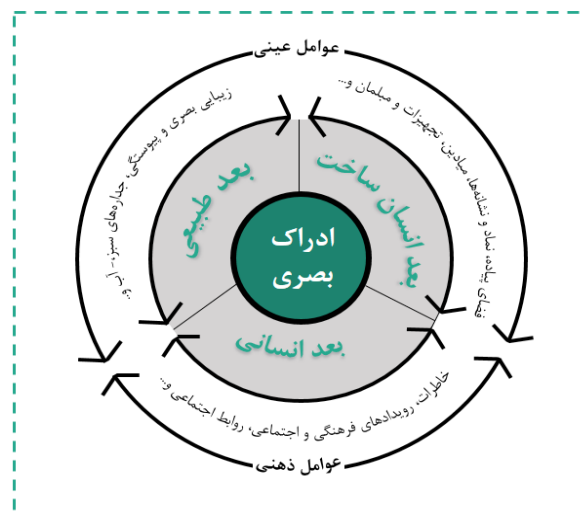 عوامل عینی
زیبایی بصری و پیوستگی، جداره‌های سبز- آبی و...
فضای پیاده، نماد و نشانه‌ها، میادین، تجهیزات و مبلمان و...
بعد طبیعی
بعد انسان ساخت
ادراک
بصری
بعد انسانی
خاطرات، رویدادهای فرهنگی و اجتماعی، روابط اجتماعی و...
عوامل ذهنی